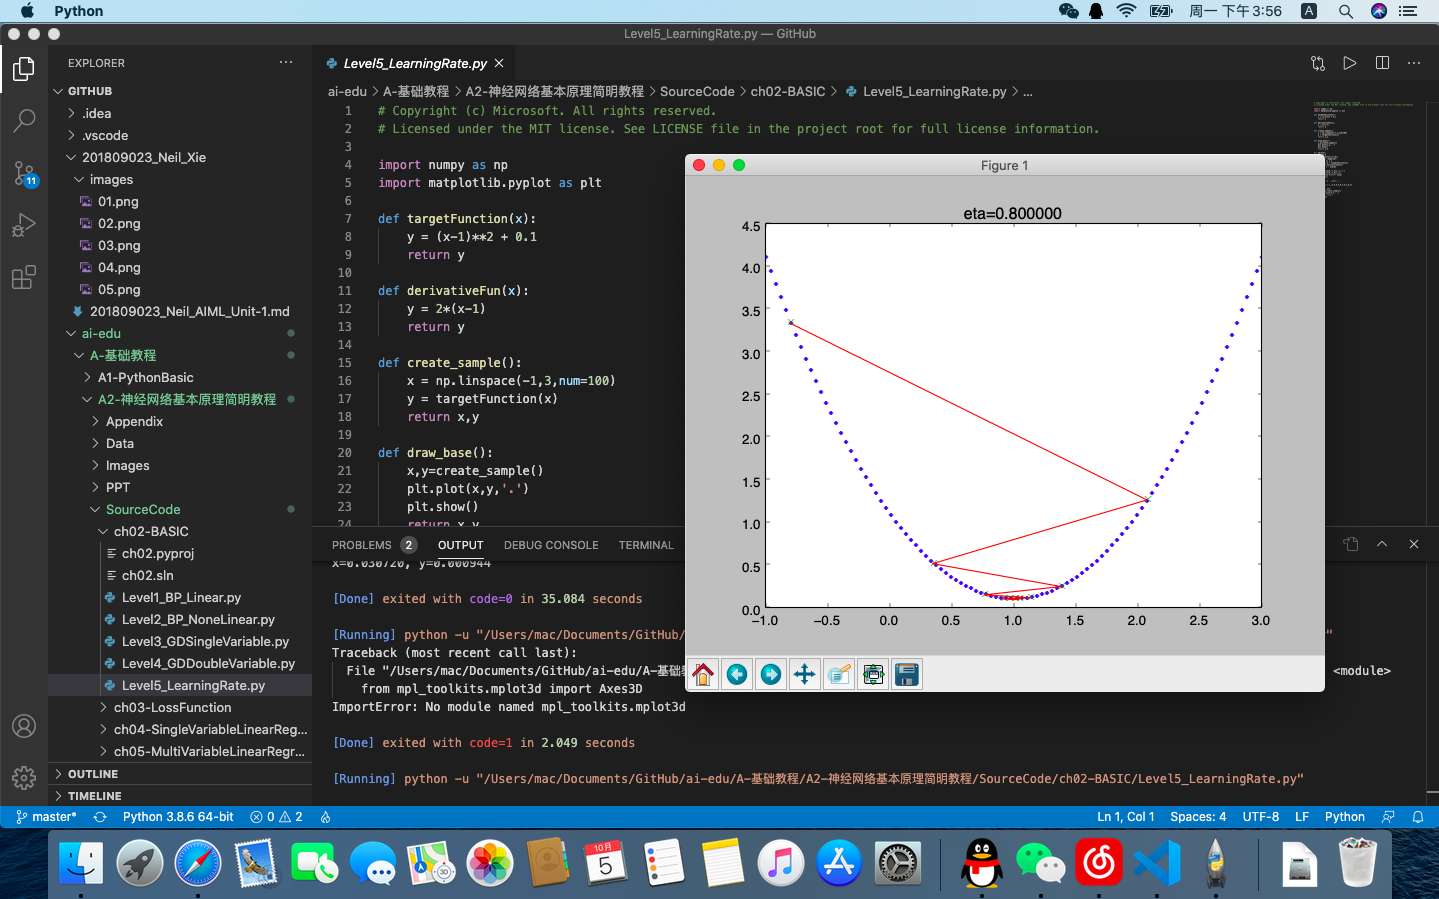 Python
周一 下午3:56
A
Level5_LearningRate.py — GitHub
EXPLORER
GITHUB
.idea
.vscode
201809023_Neil_Xie
images
01.png
02.png
03.png
04.png
05.png
201809023_Neil_AIML_Unit-1.md
ai-edu
A-基础教程
A1-PythonBasic
A2-神经网络基本原理简明教程
Appendix
Data
Images
PPT
SourceCode
ch02-BASIC
ch02.pyproj
ch02.sln
Level1_BP_Linear.py
Level2_BP_NoneLinear.py
Level3_GDSingleVariable.py
Level4_GDDoubleVariable.py
Level5_LearningRate.py
ch03-LossFunction
ch04-SingleVariableLinearReg...
ch05-MultiVariableLinearRegr...
OUTLINE
TIMELINE
11
Level5_LearningRate.py
ai-edu > A-基础教程 > A2-神经网络基本原理简明教程 > SourceCode > ch02-BASIC > Level5_LearningRate.py > ...
1 # Copyright (c) Microsoft. All rights reserved.
2 # Licensed under the MIT license. See LICENSE file in the project root for full license information.
3
4 import numpy as np
5 import matplotlib.pyplot as plt
6
7 def targetFunction(x):
8 y = (x-1)**2 + 0.1
9 return y
10
11 def derivativeFun(x):
12 y = 2*(x-1)
13 return y
14
15 def create_sample():
16 x = np.linspace(-1,3,num=100)
17 y = targetFunction(x)
18 return x,y
19
20 def draw_base():
21 x,y=create_sample()
22 plt.plot(x,y,'.')
23 plt.show()
24 return x,y
Figure 1
eta=0.800000
4.5
4.0
3.5
3.0
2.5
2.0
1.5
1.0
0.5
0.0
−1.0 −0.5 0.0 0.5 1.0 1.5 2.0 2.5 3.0
PROBLEMS 2 OUTPUT DEBUG CONSOLE TERMINAL
x=0.030720, y=0.000944
[Done] exited with code=0 in 35.084 seconds
[Running] python -u "/Users/mac/Documents/GitHub/ "
Traceback (most recent call last):
File "/Users/mac/Documents/GitHub/ai-edu/A-基础 <module>
from mpl_toolkits.mplot3d import Axes3D
ImportError: No module named mpl_toolkits.mplot3d
[Done] exited with code=1 in 2.049 seconds
[Running] python -u "/Users/mac/Documents/GitHub/ai-edu/A-基础教程/A2-神经网络基本原理简明教程/SourceCode/ch02-BASIC/Level5_LearningRate.py"
master* Python 3.8.6 64-bit 0 2
Ln 1, Col 1 Spaces: 4 UTF-8 LF Python
10月
5
3D